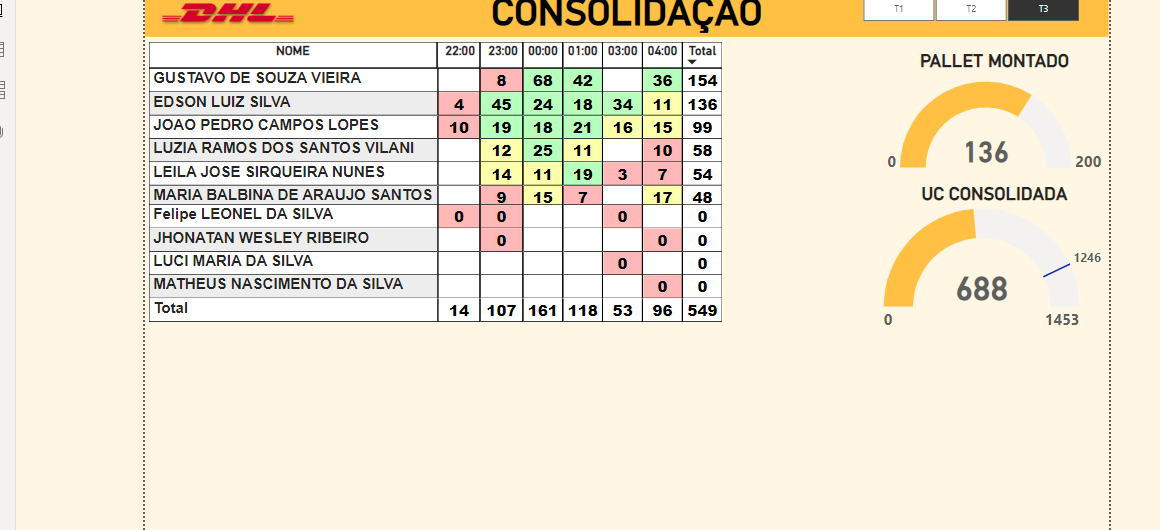 DHL
CONSOLIDAÇÃO
T1 T2 T3
NOME 22:00 23:00 00:00 01:00 03:00 04:00 Total
GUSTAVO DE SOUZA VIEIRA 8 68 42 36 154
EDSON LUIZ SILVA 4 45 24 18 34 11 136
JOAO PEDRO CAMPOS LOPES 10 19 18 21 16 15 99
LUZIA RAMOS DOS SANTOS VILANI 12 25 11 10 58
LEILA JOSE SIRQUEIRA NUNES 14 11 19 3 7 54
MARIA BALBINA DE ARAUJO SANTOS 9 15 7 17 48
Felipe LEONEL DA SILVA 0 0 0 0
JHONATAN WESLEY RIBEIRO 0 0 0
LUCI MARIA DA SILVA 0 0
MATHEUS NASCIMENTO DA SILVA 0 0
Total 14 107 161 118 53 96 549
PALLET MONTADO
136
0 200
UC CONSOLIDADA
1246
688
0 1453